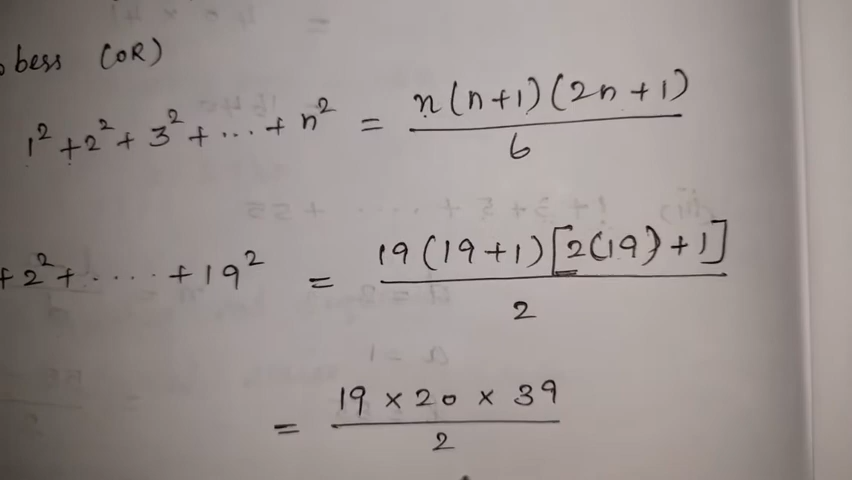 bess (OR)
1² + 2² + 3² + ... + n² = n(n+1)(2n+1) / 6
+ 2² + ..... + 19² = 19(19+1)[2(19)+1] / 2
= 19 × 20 × 39 / 2